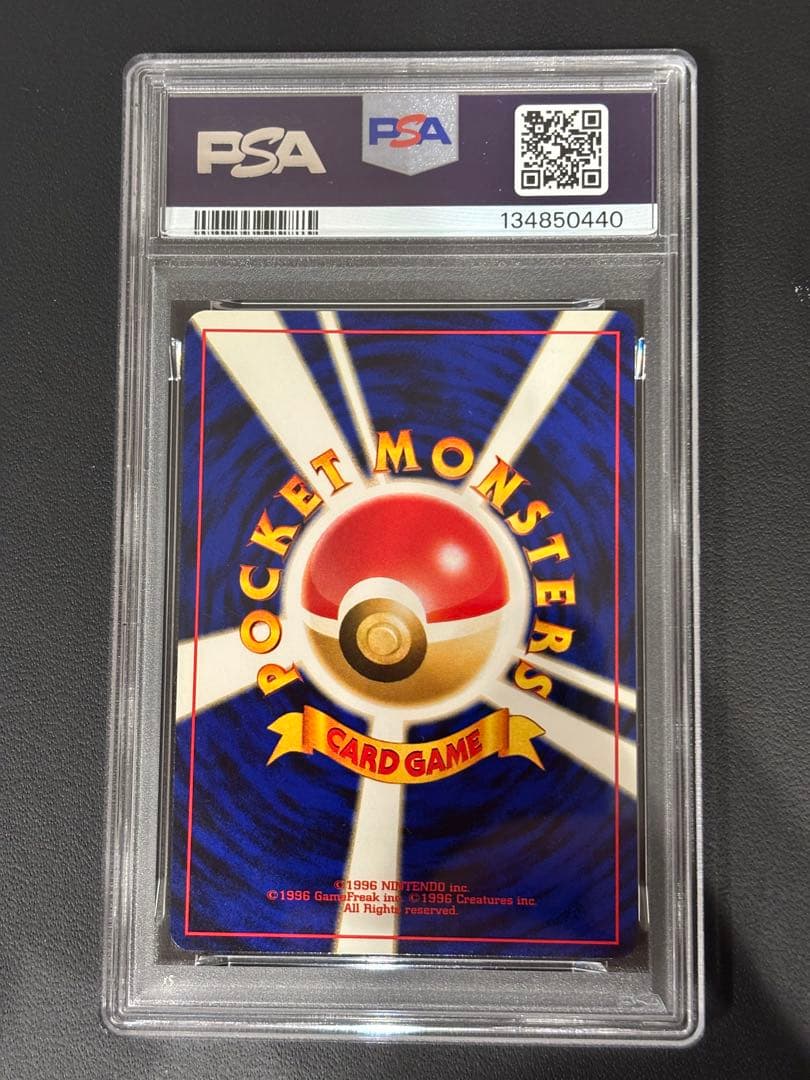 PSA PSA
134850440
POCKET MONSTERS
CARD GAME
©1996 NINTENDO inc.
©1996 GameFreak inc. ©1996 Creatures inc.
All Rights reserved.